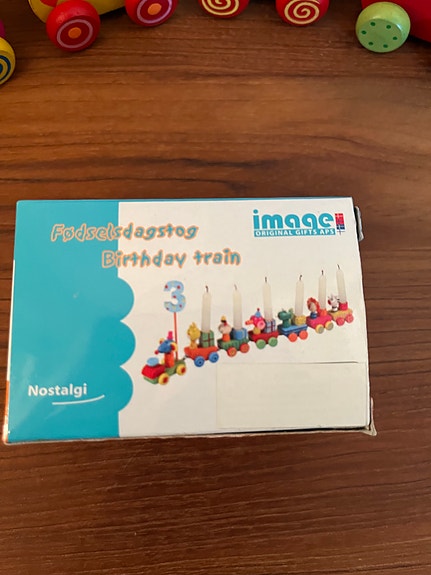 image
ORIGINAL GIFTS APS
Fødselsdagstog
Birthday train
3
Nostalgi